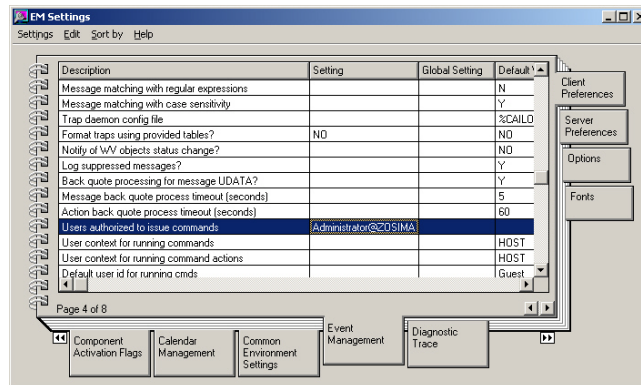 EM Settings
Settings Edit Sort by Help
Description Setting Global Setting Default V
Message matching with regular expressions N
Message matching with case sensitivity Y
Trap daemon config file %CAILO
Format traps using provided tables? NO NO
Notify of WV objects status change? NO
Log suppressed messages? Y
Back quote processing for message UDATA? Y
Message back quote process timeout (seconds) 5
Action back quote process timeout (seconds) 60
Users authorized to issue commands Administrator@ZOSIMA
User context for running commands HOST
User context for running command actions HOST
Default user id for running cmds Guest
Page 4 of 8
Client
Preferences
Server
Preferences
Options
Fonts
Component
Activation Flags
Calendar
Management
Common
Environment
Settings
Event
Management
Diagnostic
Trace